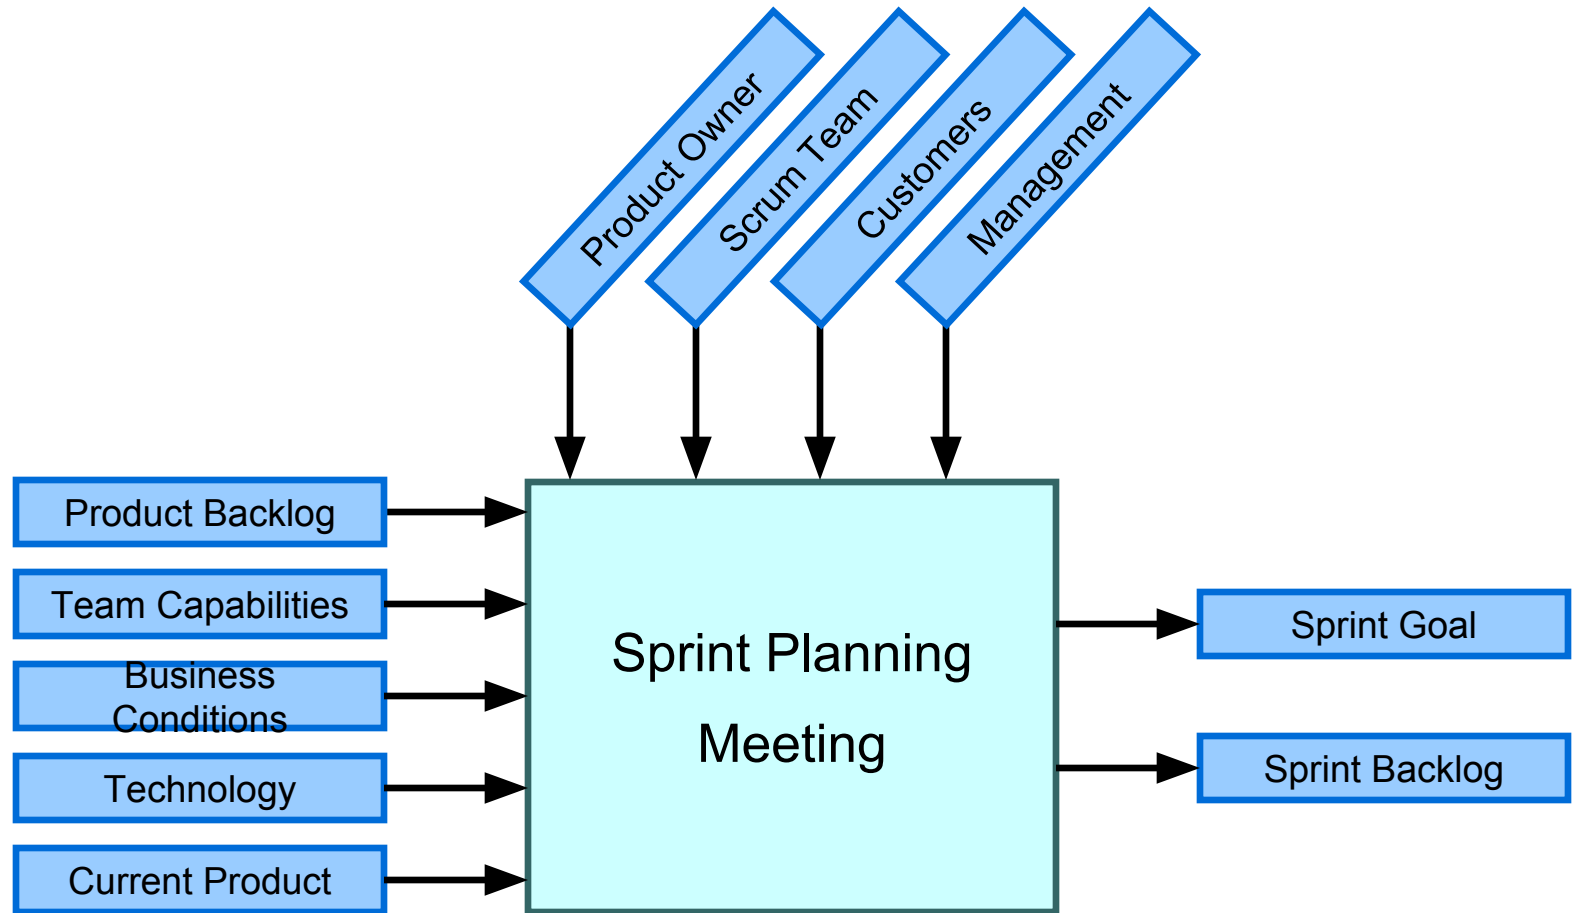 Product Owner
Scrum Team
Customers
Management
Product Backlog
Team Capabilities
Business
Conditions
Technology
Current Product
Sprint Planning
Meeting
Sprint Goal
Sprint Backlog